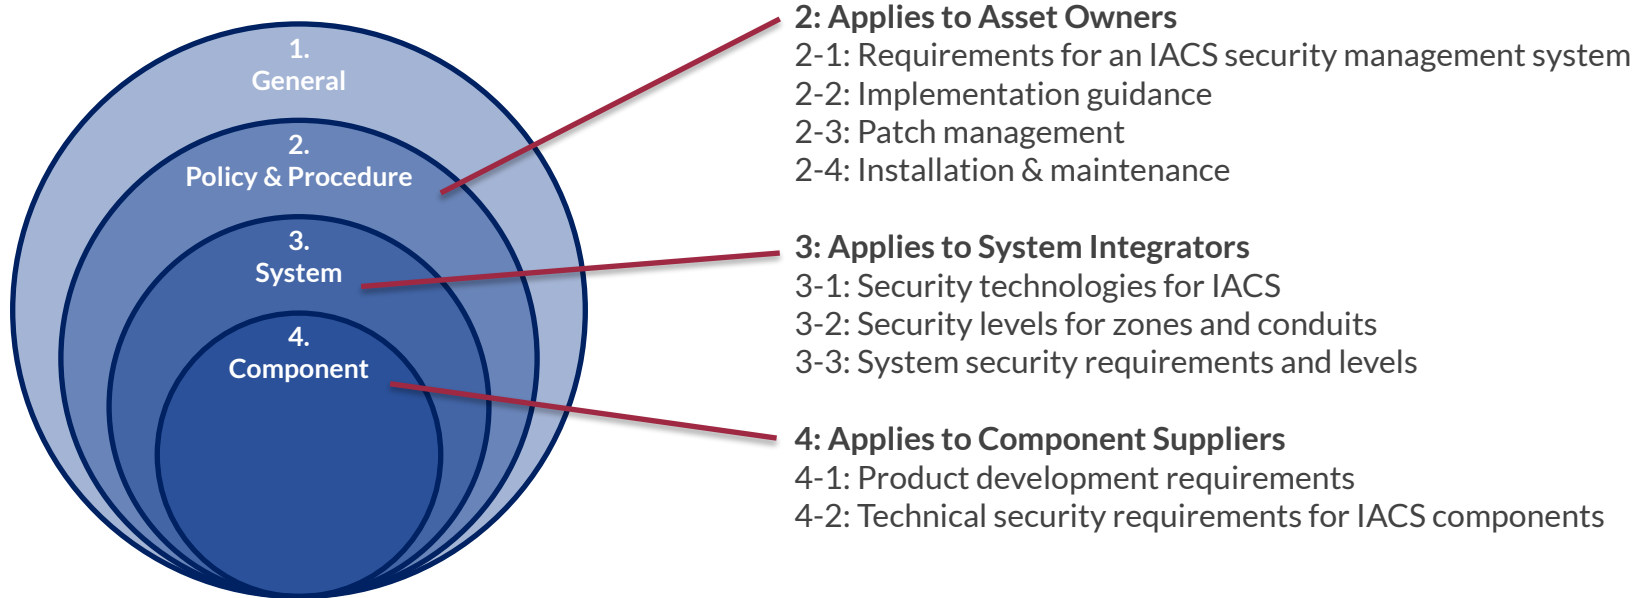 1.
General
2.
Policy & Procedure
3.
System
4.
Component
2: Applies to Asset Owners
2-1: Requirements for an IACS security management system
2-2: Implementation guidance
2-3: Patch management
2-4: Installation & maintenance
3: Applies to System Integrators
3-1: Security technologies for IACS
3-2: Security levels for zones and conduits
3-3: System security requirements and levels
4: Applies to Component Suppliers
4-1: Product development requirements
4-2: Technical security requirements for IACS components